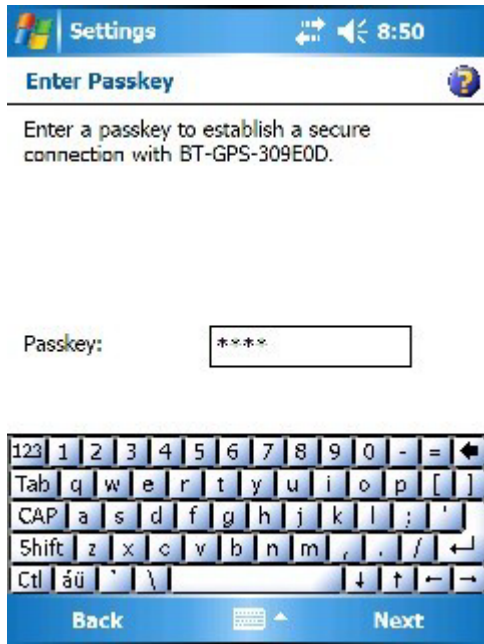 Settings 8:50
Enter Passkey
Enter a passkey to establish a secure
connection with BT-GPS-309E0D.
Passkey: ****
123 1 2 3 4 5 6 7 8 9 0 - = 
Tab q w e r t y u i o p [ ]
CAP a s d f g h j k l ; '
Shift z x c v b n m , . /
Ctl áü ` \
Back Next